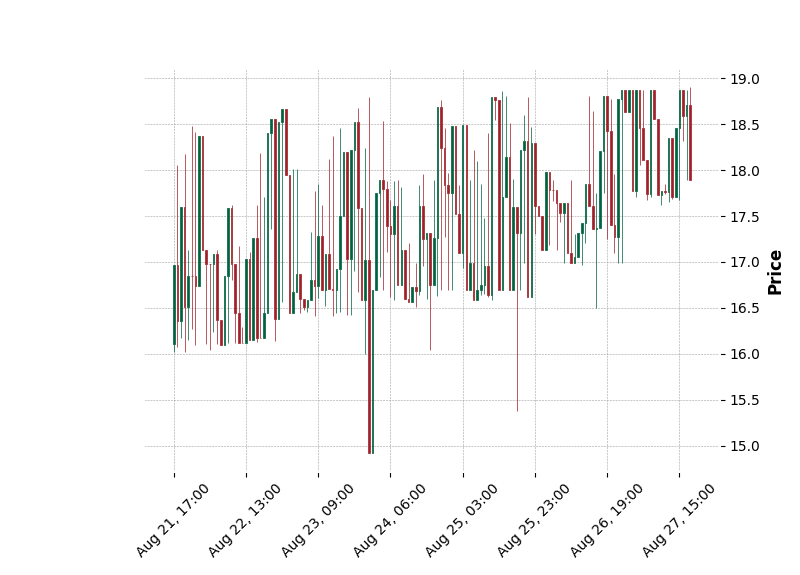 19.0
18.5
18.0
17.5
17.0
16.5
16.0
15.5
15.0
Price
Aug 21, 17:00
Aug 22, 13:00
Aug 23, 09:00
Aug 24, 06:00
Aug 25, 03:00
Aug 25, 23:00
Aug 26, 19:00
Aug 27, 15:00